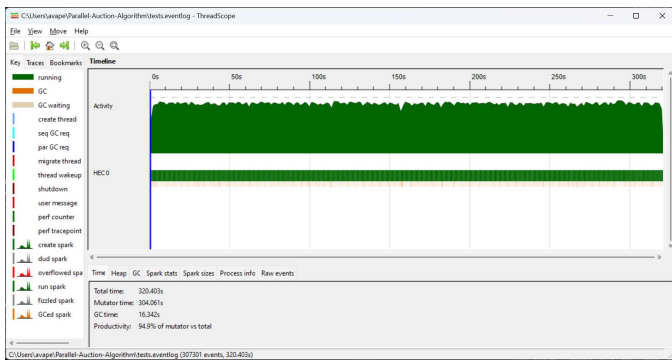 C:\Users\avape\Parallel-Auction-Algorithm\tests.eventlog - ThreadScope
File View Move Help
Key Traces Bookmarks
running
GC
GC waiting
create thread
seq GC req
par GC req
migrate thread
thread wakeup
shutdown
user message
perf counter
perf tracepoint
create spark
dud spark
overflowed spa
run spark
fizzled spark
GCed spark
Timeline
0s 50s 100s 150s 200s 250s 300s
Activity
HEC 0
Time Heap GC Spark stats Spark sizes Process info Raw events
Total time: 320.403s
Mutator time: 304.061s
GC time: 16.342s
Productivity: 94.9% of mutator vs total
C:\Users\avape\Parallel-Auction-Algorithm\tests.eventlog (307301 events, 320.403s)